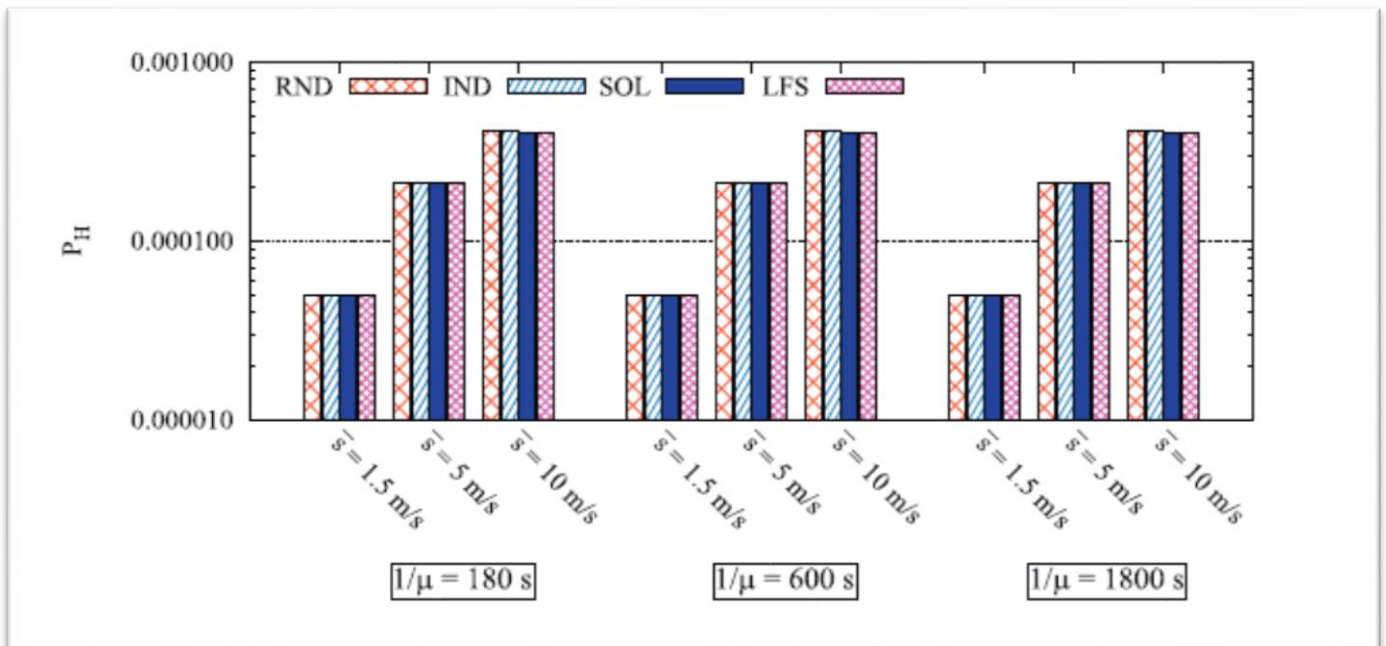 0.001000
RND IND SOL LFS
P_H
0.000100
0.000010
s̄ = 1.5 m/s
s̄ = 5 m/s
s̄ = 10 m/s
s̄ = 1.5 m/s
s̄ = 5 m/s
s̄ = 10 m/s
s̄ = 1.5 m/s
s̄ = 5 m/s
s̄ = 10 m/s
1/μ = 180 s
1/μ = 600 s
1/μ = 1800 s